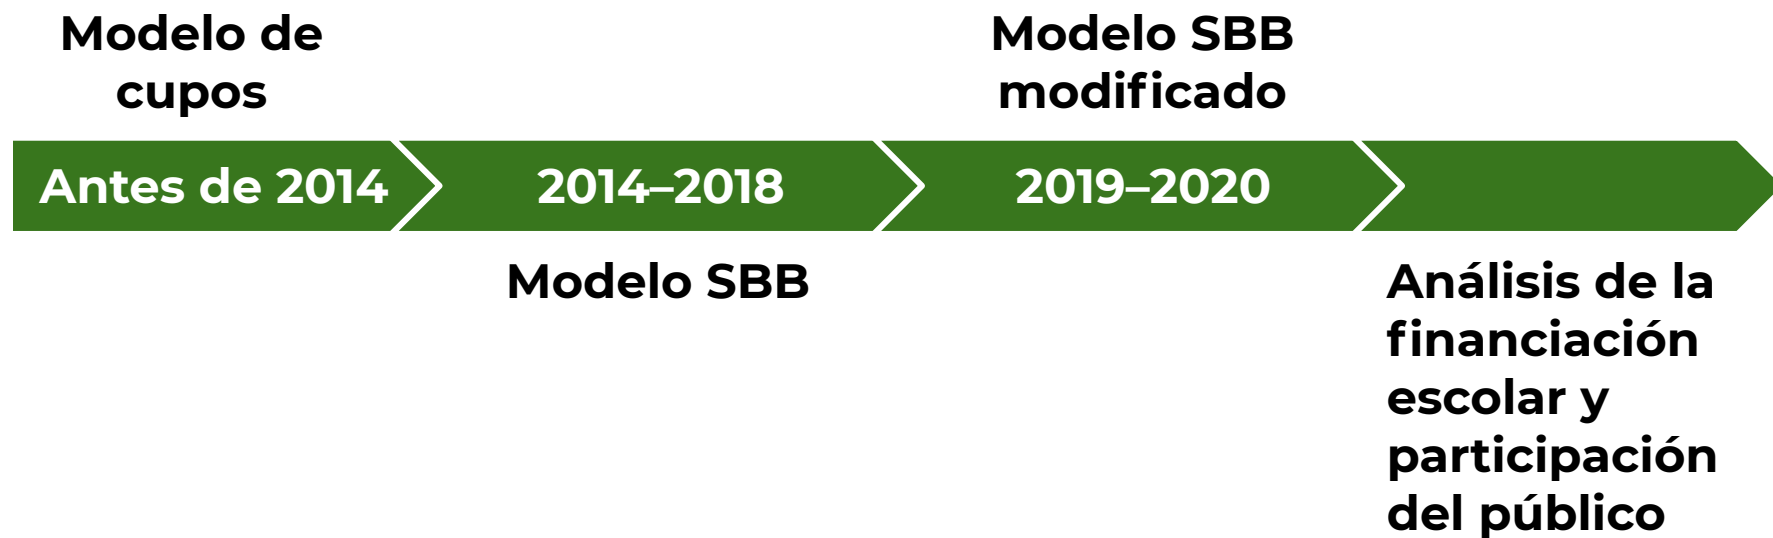 Modelo de
cupos
Modelo SBB
modificado
Antes de 2014
2014–2018
2019–2020
Modelo SBB
Análisis de la
financiación
escolar y
participación
del público